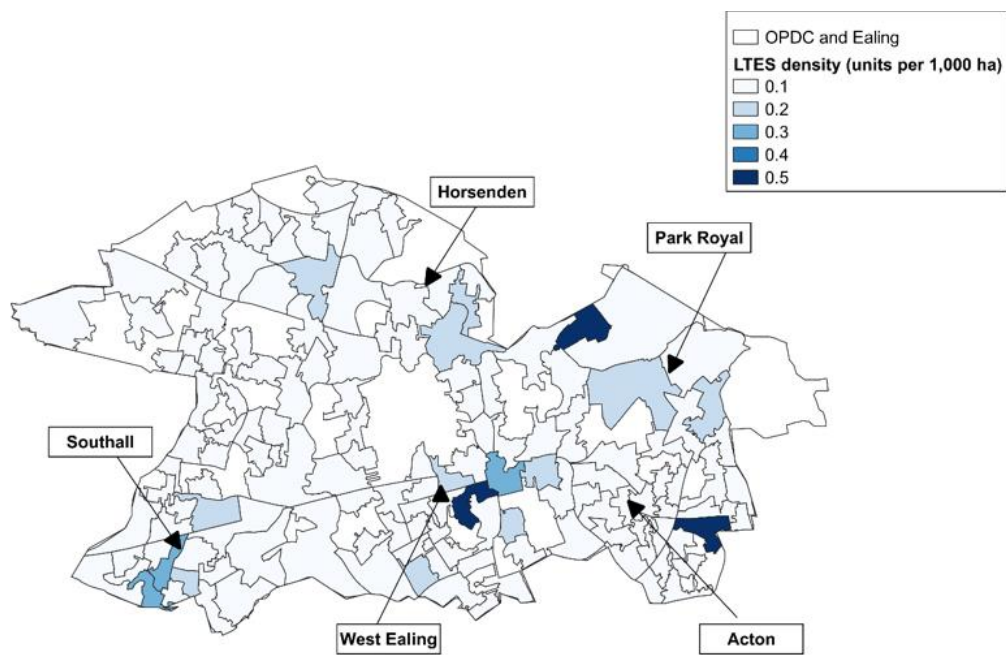 OPDC and Ealing
LTES density (units per 1,000 ha)
0.1
0.2
0.3
0.4
0.5
Horsenden
Park Royal
Southall
West Ealing
Acton